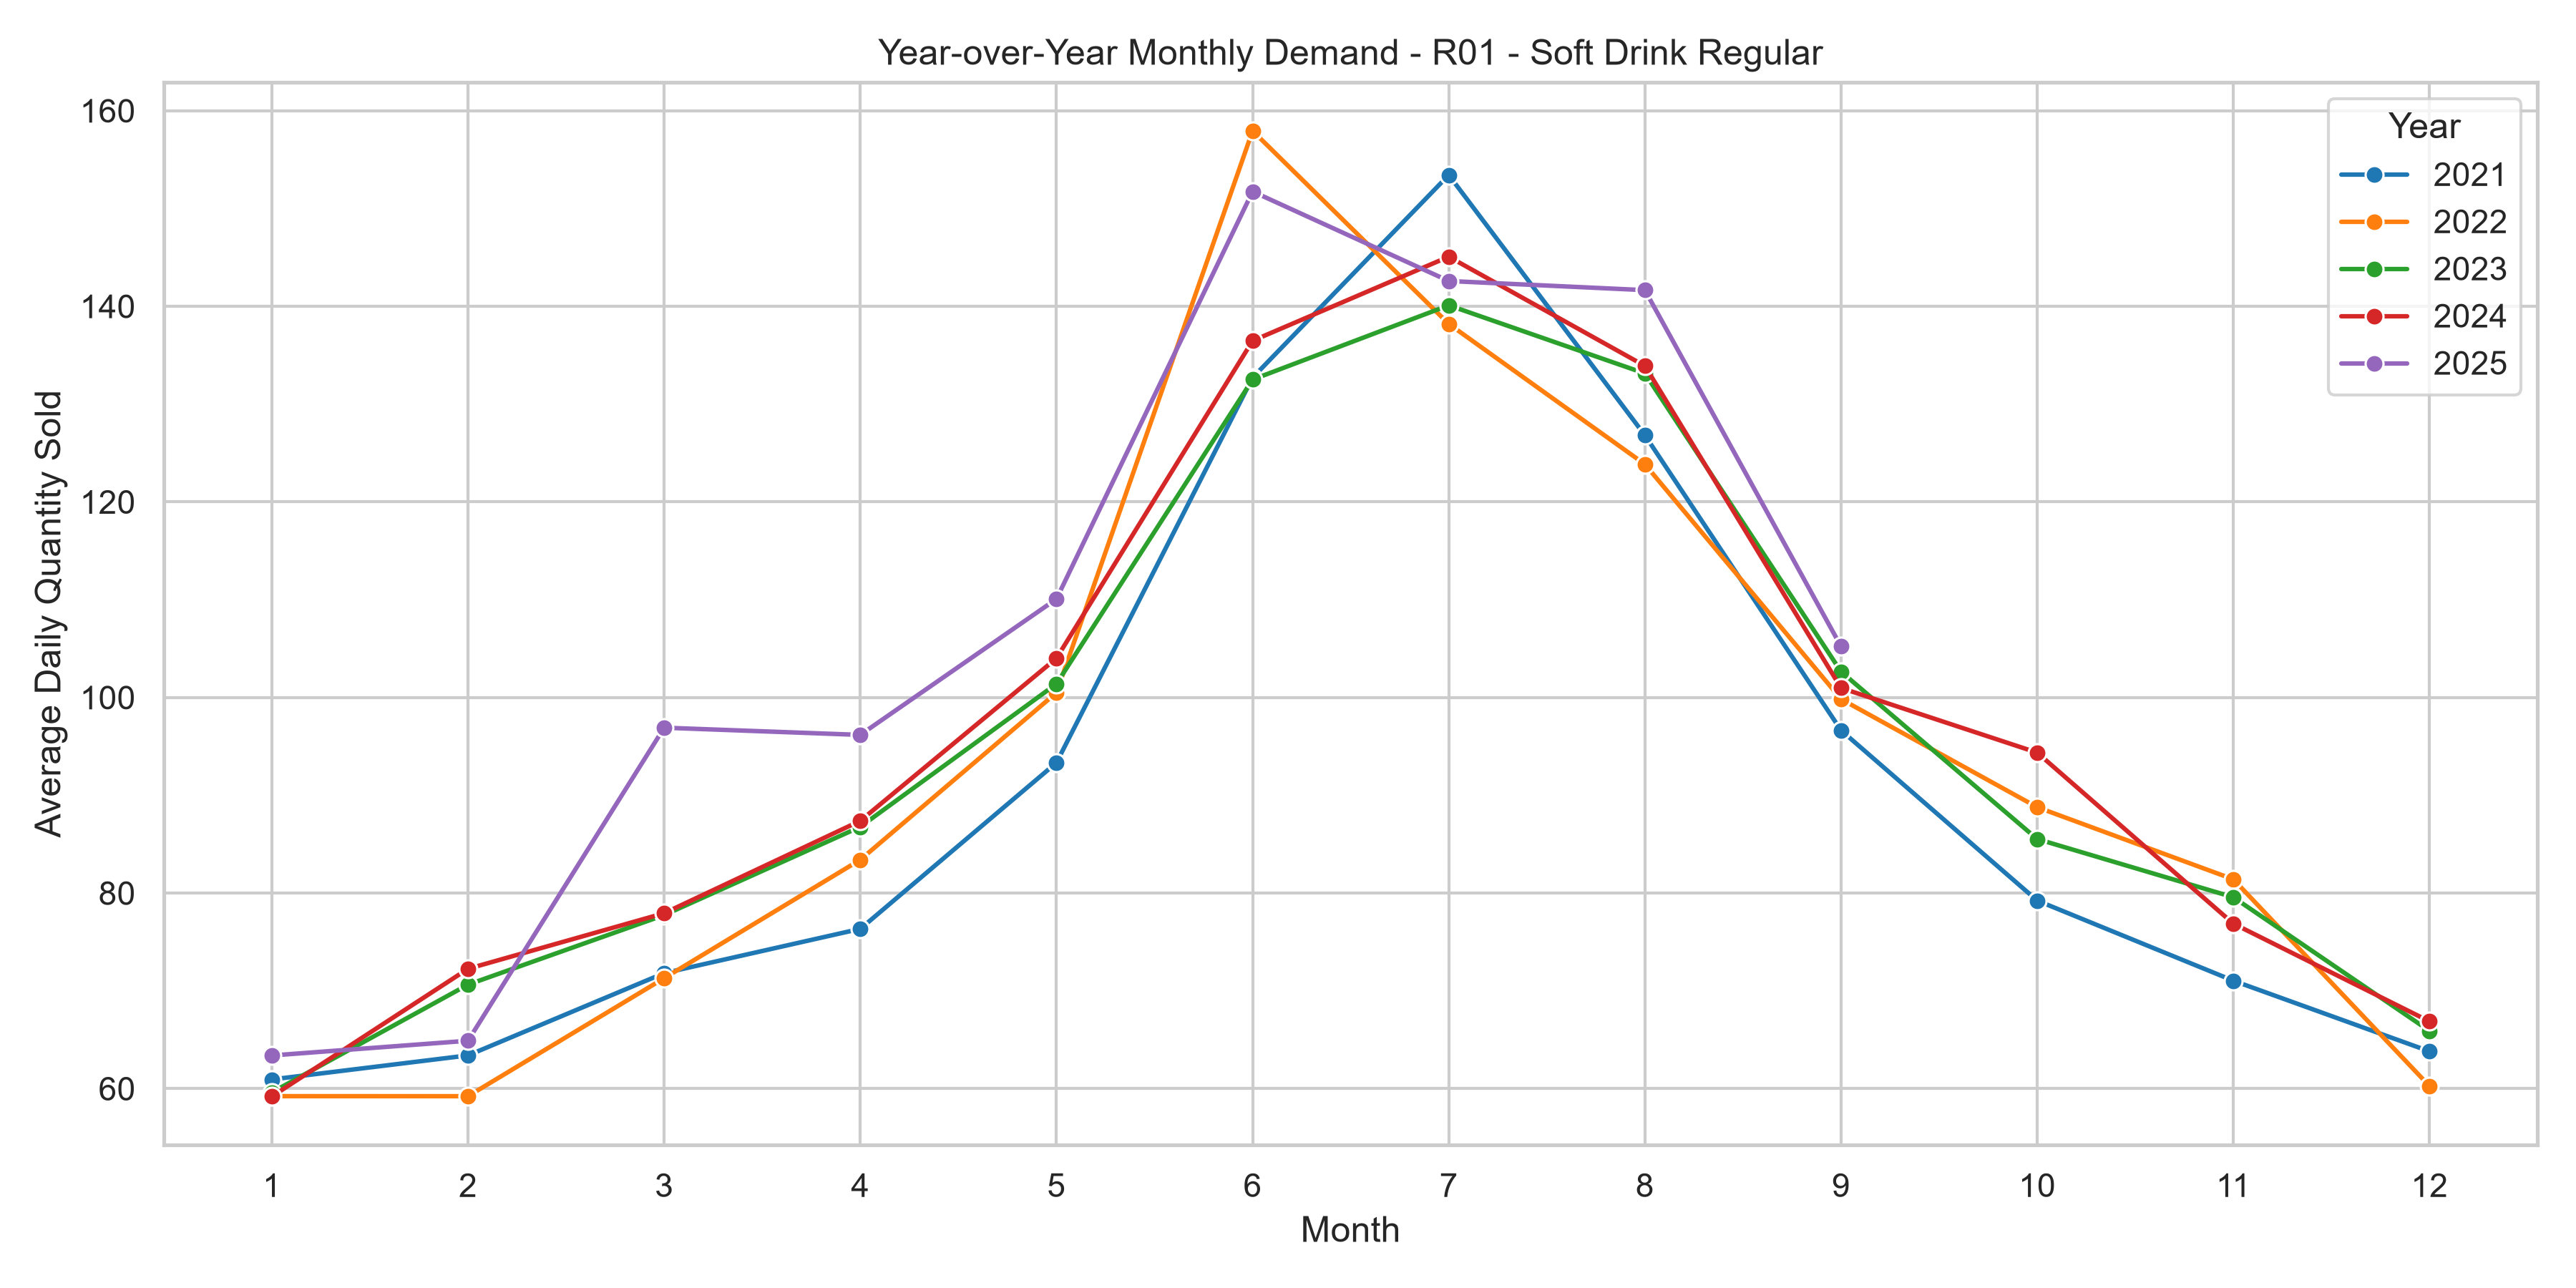 Year-over-Year Monthly Demand - R01 - Soft Drink Regular
Average Daily Quantity Sold
160
140
120
100
80
60
1 2 3 4 5 6 7 8 9 10 11 12
Month
Year
2021
2022
2023
2024
2025